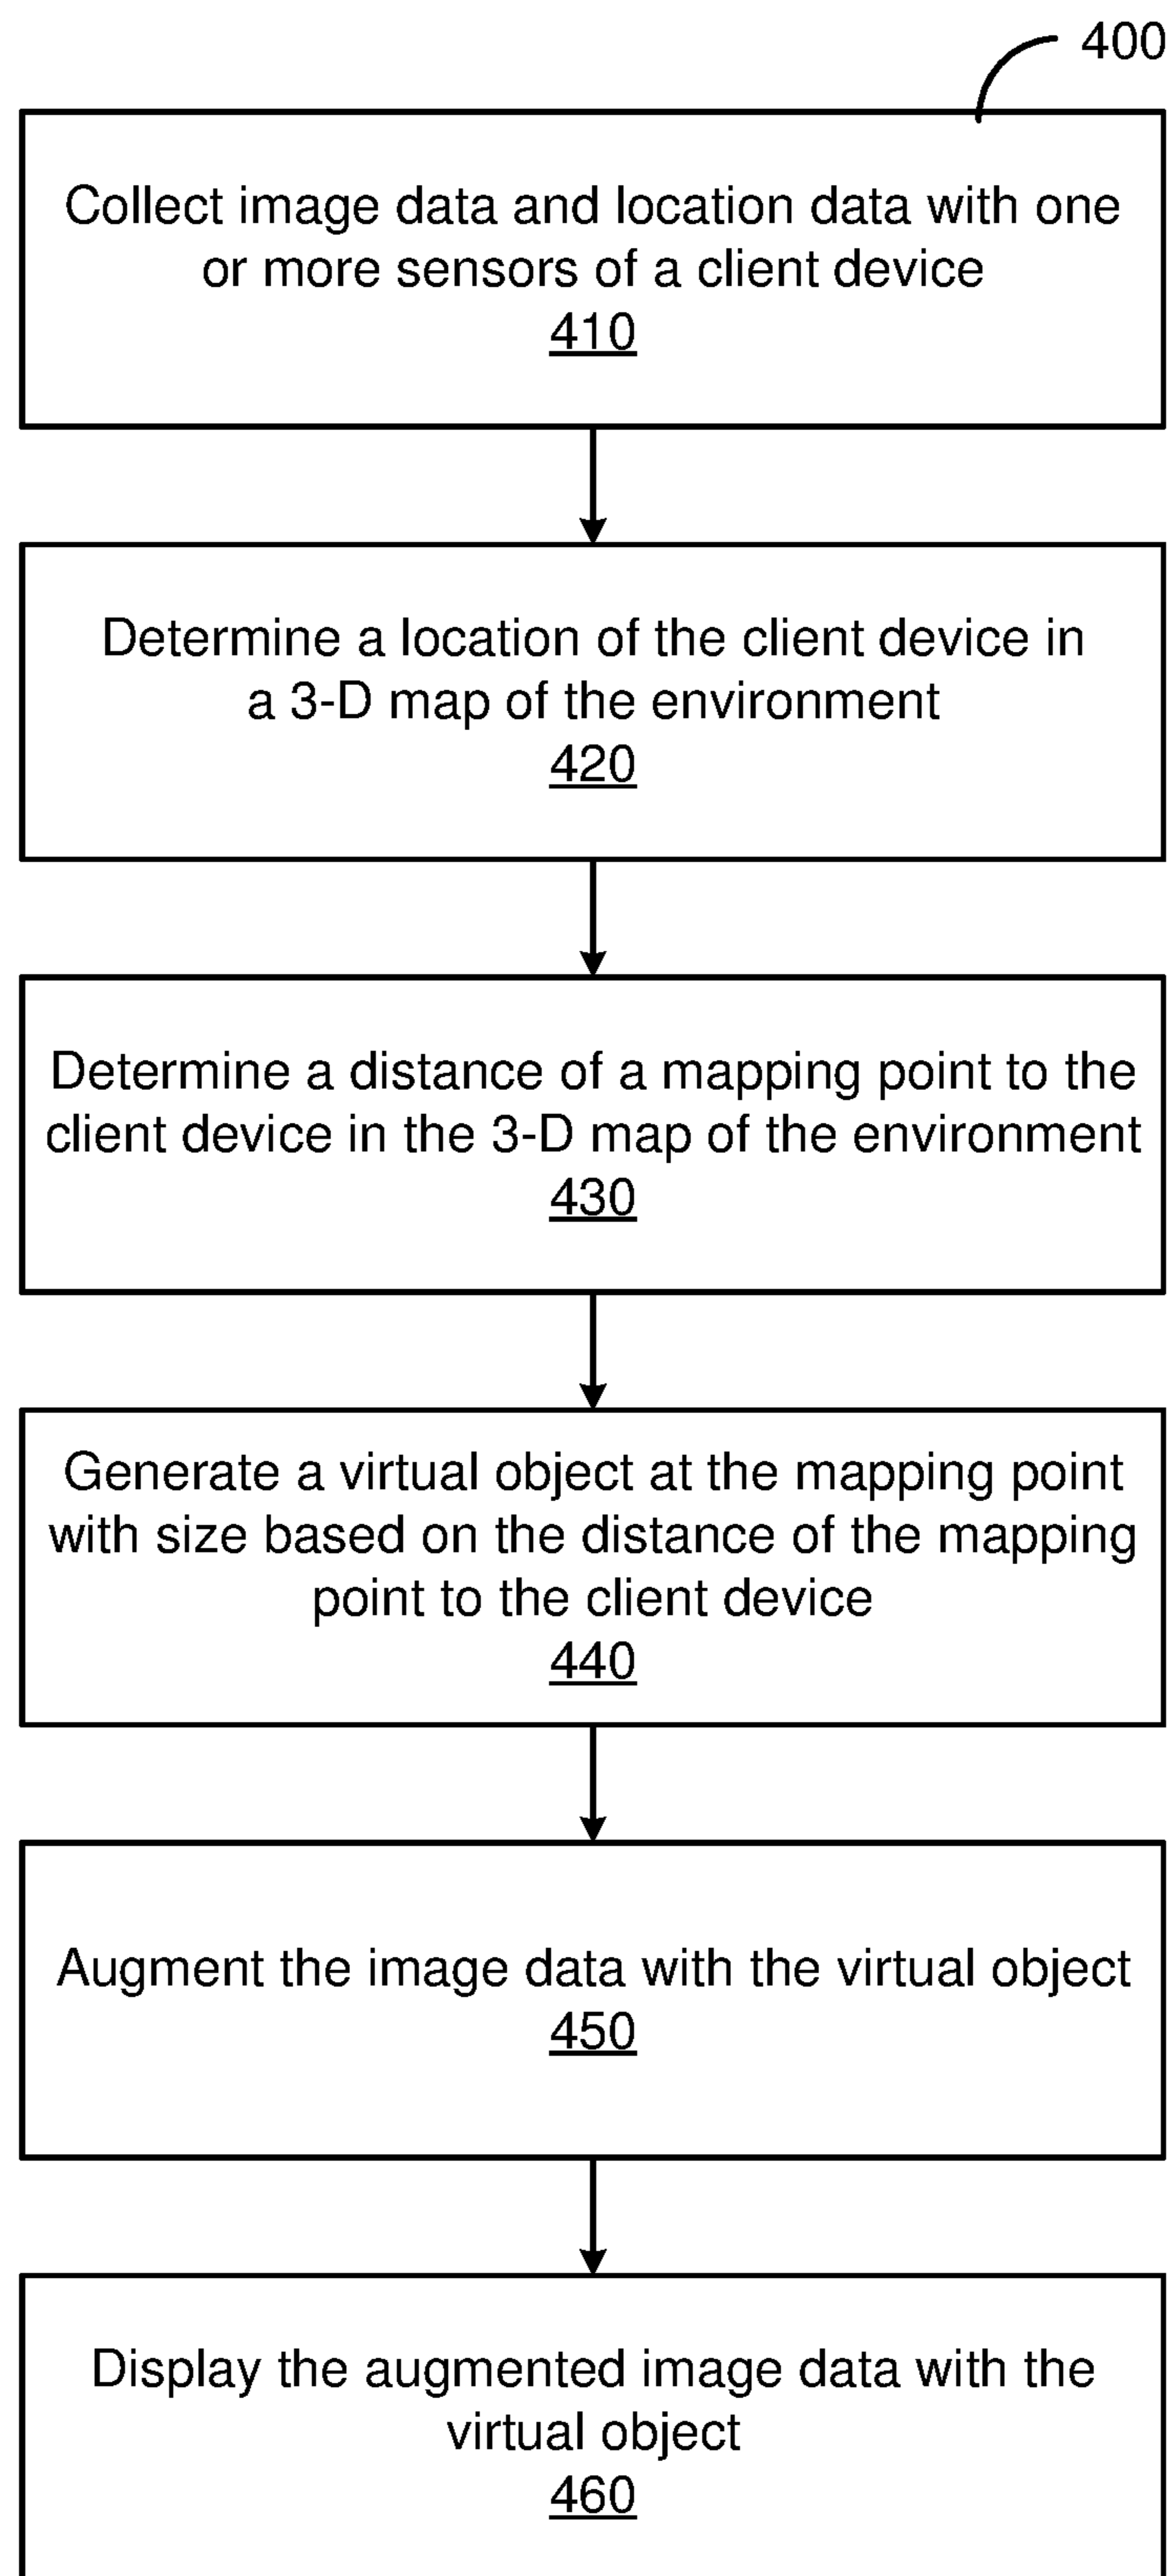 400
Collect image data and location data with one
or more sensors of a client device
410
Determine a location of the client device in
a 3-D map of the environment
420
Determine a distance of a mapping point to the
client device in the 3-D map of the environment
430
Generate a virtual object at the mapping point
with size based on the distance of the mapping
point to the client device
440
Augment the image data with the virtual object
450
Display the augmented image data with the
virtual object
460